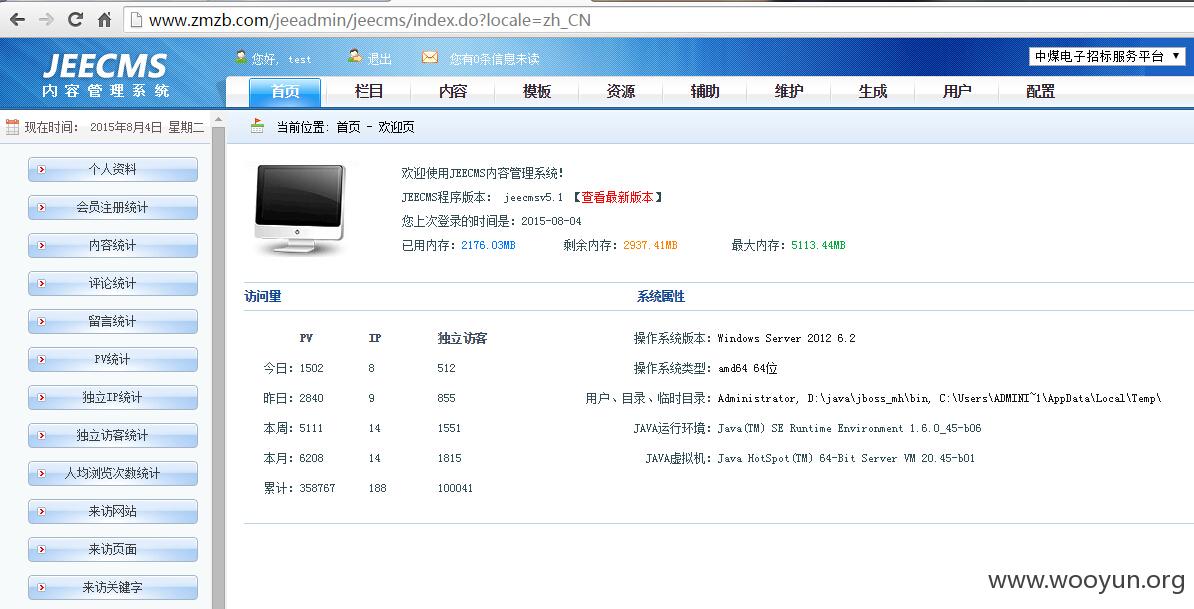 www.zmzb.com/jeeadmin/jeecms/index.do?locale=zh_CN
JEECMS
内容管理系统
您好, test 退出 您有0条信息未读 中煤电子招标服务平台
首页 栏目 内容 模板 资源 辅助 维护 生成 用户 配置
现在时间: 2015年8月4日 星期二
当前位置: 首页 - 欢迎页
个人资料
会员注册统计
内容统计
评论统计
留言统计
PV统计
独立IP统计
独立访客统计
人均浏览次数统计
来访网站
来访页面
来访关键字
欢迎使用JEECMS内容管理系统!
JEECMS程序版本: jeecmsv5.1 【查看最新版本】
您上次登录的时间是: 2015-08-04
已用内存: 2176.03MB 剩余内存: 2937.41MB 最大内存: 5113.44MB
访问量
PV IP 独立访客
今日: 1502 8 512
昨日: 2840 9 855
本周: 5111 14 1551
本月: 6208 14 1815
累计: 358767 188 100041
系统属性
操作系统版本: Windows Server 2012 6.2
操作系统类型: amd64 64位
用户、目录、临时目录: Administrator, D:\java\jboss_mh\bin, C:\Users\ADMINI~1\AppData\Local\Temp\
JAVA运行环境: Java(TM) SE Runtime Environment 1.6.0_45-b06
JAVA虚拟机: Java HotSpot(TM) 64-Bit Server VM 20.45-b01
www.wooyun.org